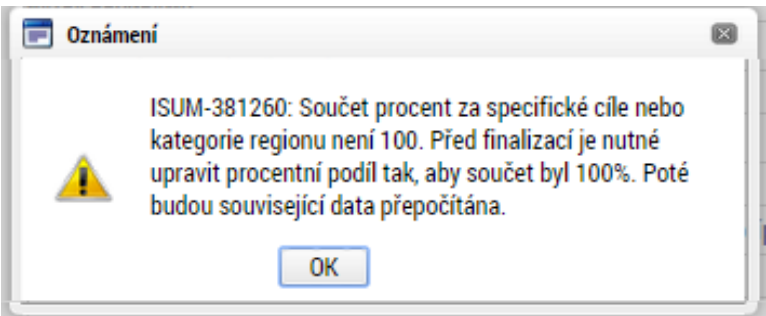 Oznámení
ISUM-381260: Součet procent za specifické cíle nebo
kategorie regionu není 100. Před finalizací je nutné
upravit procentní podíl tak, aby součet byl 100%. Poté
budou související data přepočítána.
OK